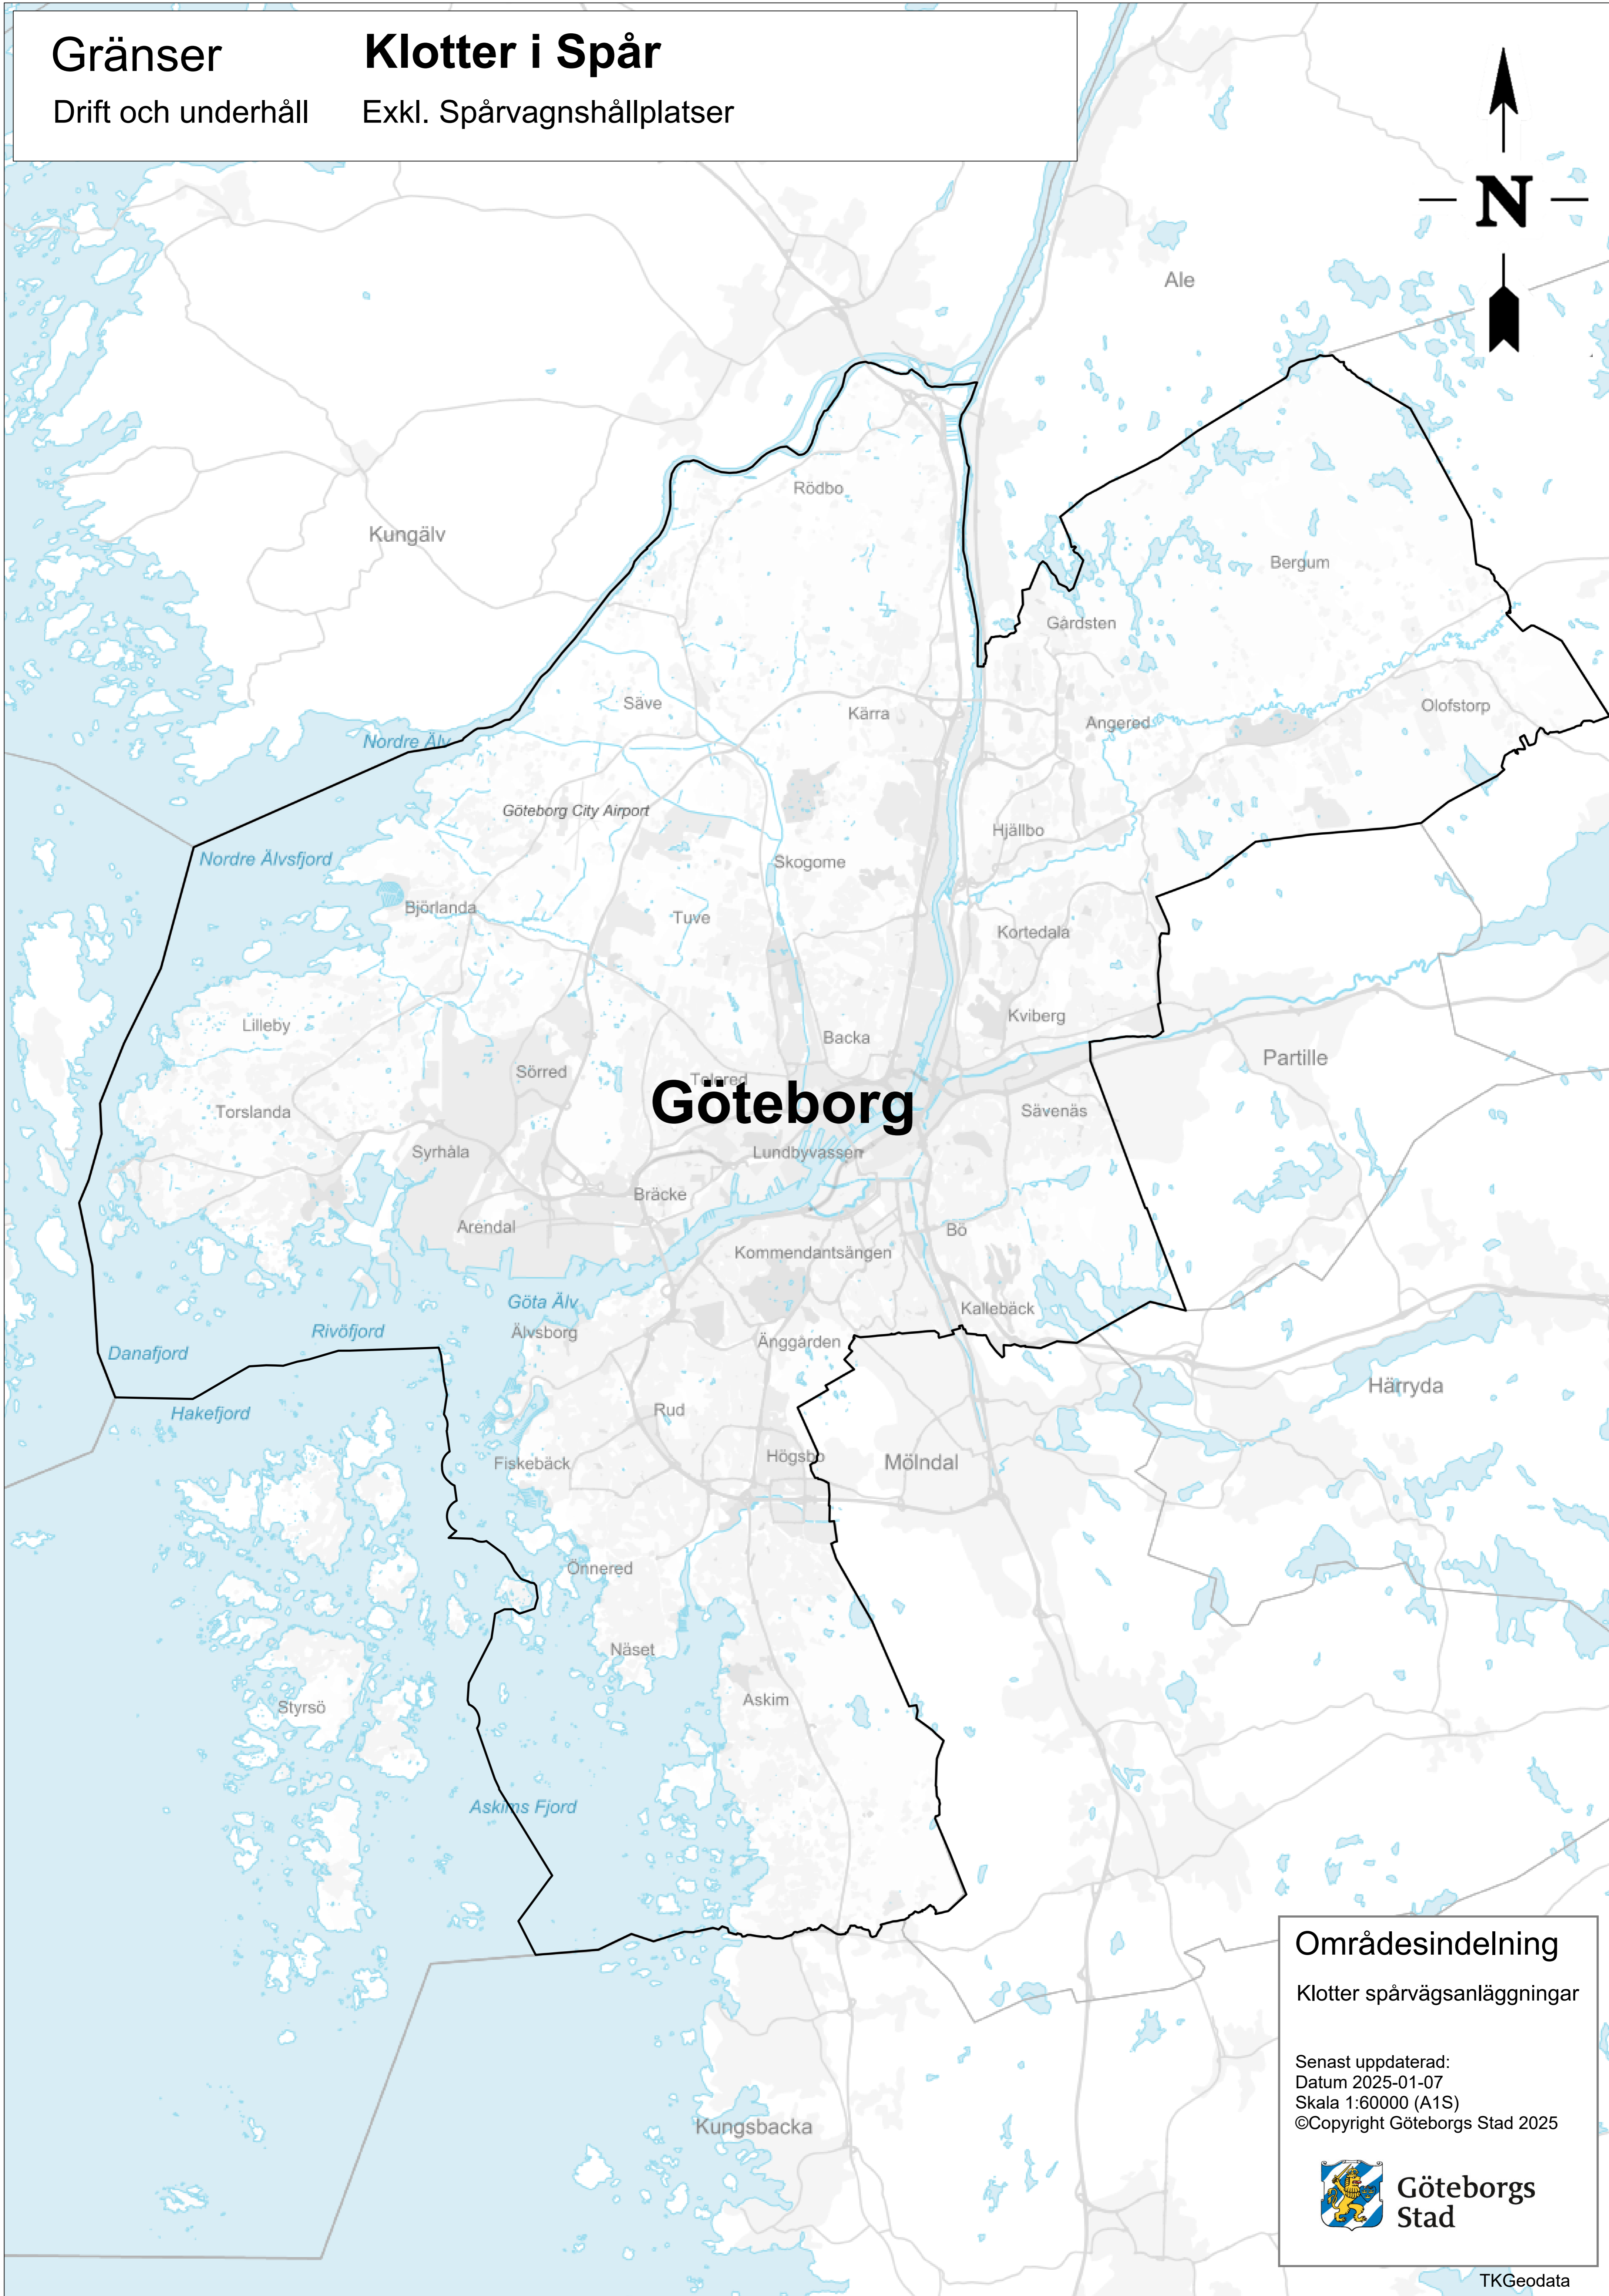 Gränser
Klotter i Spår
Drift och underhåll
Exkl. Spårvagnshållplatser
N
Ale
Rödbo
Kungälv
Bergum
Gårdsten
Säve
Kärra
Angered
Olofstorp
Nordre Älv
Göteborg City Airport
Hjällbo
Nordre Älvsfjord
Skogome
Björlanda
Tuve
Kortedala
Lilleby
Kviberg
Backa
Partille
Sörred
Tolered
Göteborg
Torslanda
Sävenäs
Syrhåla
Lundbyvassen
Bräcke
Arendal
Bö
Kommendantsängen
Göta Älv
Kallebäck
Rivöfjord
Älvsborg
Änggården
Danafjord
Härryda
Hakefjord
Rud
Högsbo
Mölndal
Fiskebäck
Önnered
Näset
Styrsö
Askim
Askims Fjord
Kungsbacka
Områdesindelning
Klotter spårvägsanläggningar
Senast uppdaterad:
Datum 2025-01-07
Skala 1:60000 (A1S)
©Copyright Göteborgs Stad 2025
Göteborgs
Stad
TKGeodata